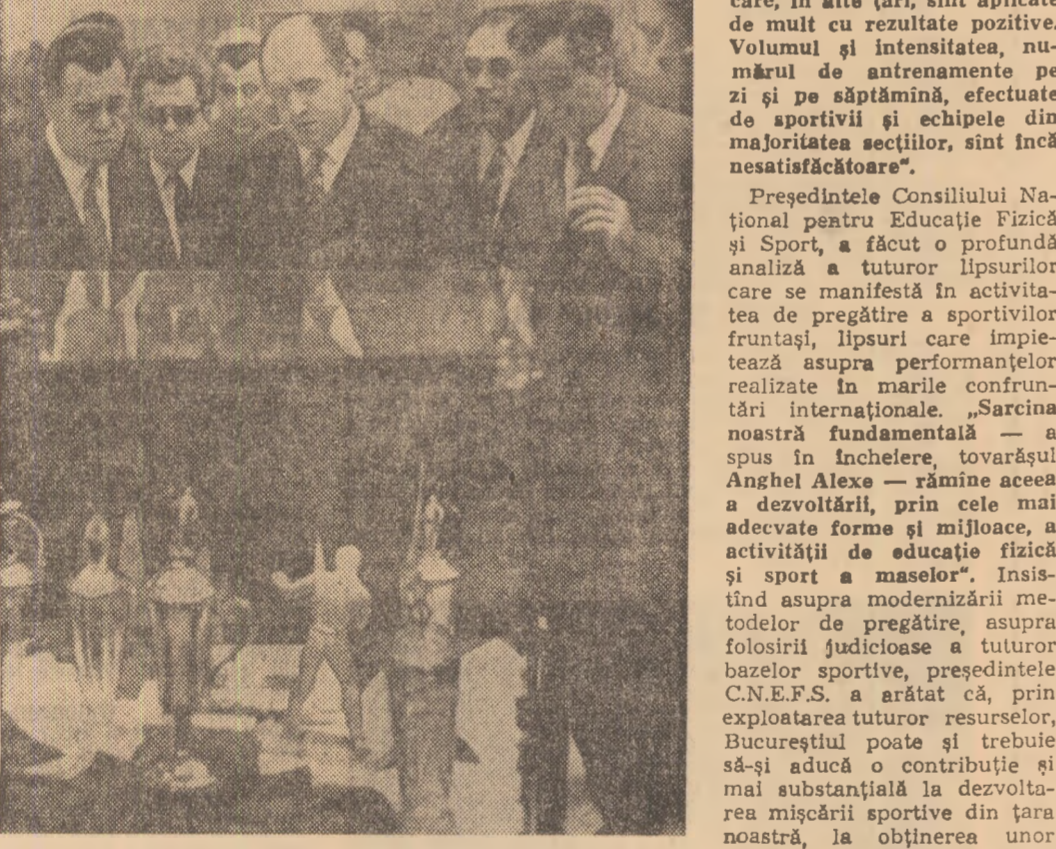 care, în alte țări, sînt aplicate
de mult cu rezultate pozitive.
Volumul și intensitatea, nu-
mărul de antrenamente pe
zi și pe săptămînă, efectuate
de sportivii și echipele din
majoritatea secțiilor, sînt încă
nesatisfăcătoare“.
Președintele Consiliului Na-
țional pentru Educație Fizică
și Sport, a făcut o profundă
analiză a tuturor lipsurilor
care se manifestă în activita-
tea de pregătire a sportivilor
fruntași, lipsuri care impie-
tează asupra performanțelor
realizate în marile confrun-
tări internaționale. „Sarcina
noastră fundamentală — a
spus în încheiere, tovarășul
Anghel Alexe — rămîne aceea
a dezvoltării, prin cele mai
adecvate forme și mijloace, a
activității de educație fizică
și sport a maselor“. Insis-
tînd asupra modernizării me-
todelor de pregătire, asupra
folosirii judicioase a tuturor
bazelor sportive, președintele
C.N.E.F.S. a arătat că, prin
exploatarea tuturor resurselor,
Bucureștiul poate și trebuie
să-și aducă o contribuție și
mai substanțială la dezvolta-
rea mișcării sportive din țara
noastră, la obținerea unor